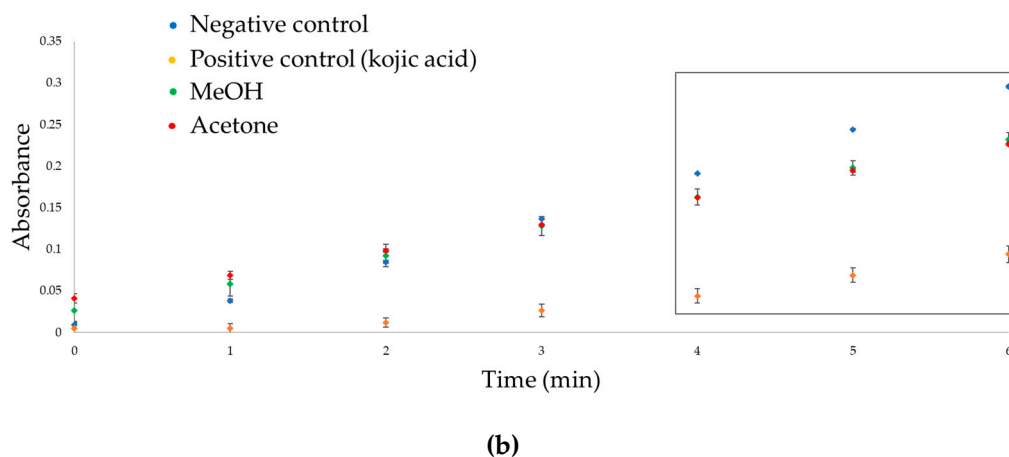 Negative control
Positive control (kojic acid)
MeOH
Acetone
0.35
0.3
0.25
0.2
0.15
0.1
0.05
0
Absorbance
0 1 2 3 4 5 6
Time (min)
(b)